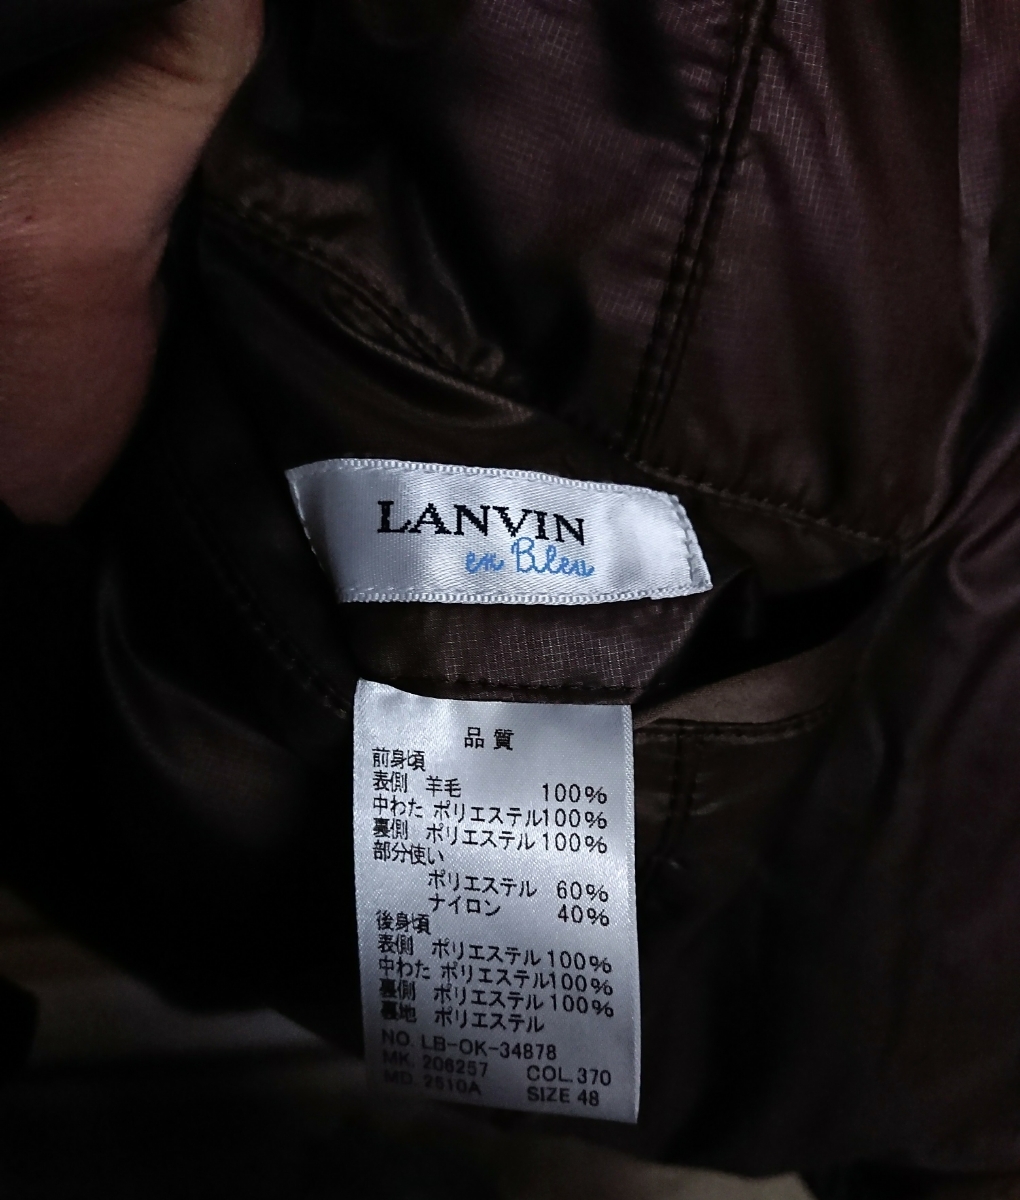 LANVIN
en Bleu
品質
前身頃
表側 羊毛 100%
中わた ポリエステル100%
裏側 ポリエステル100%
部分使い
ポリエステル 60%
ナイロン 40%
後身頃
表側 ポリエステル100%
中わた ポリエステル100%
裏側 ポリエステル100%
裏地 ポリエステル
NO. LB-OK-34878
MK. 206257 COL.370
MD. 2610A SIZE 48